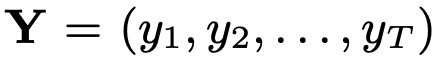 𝐘 = (y₁, y₂, . . . , y_T)